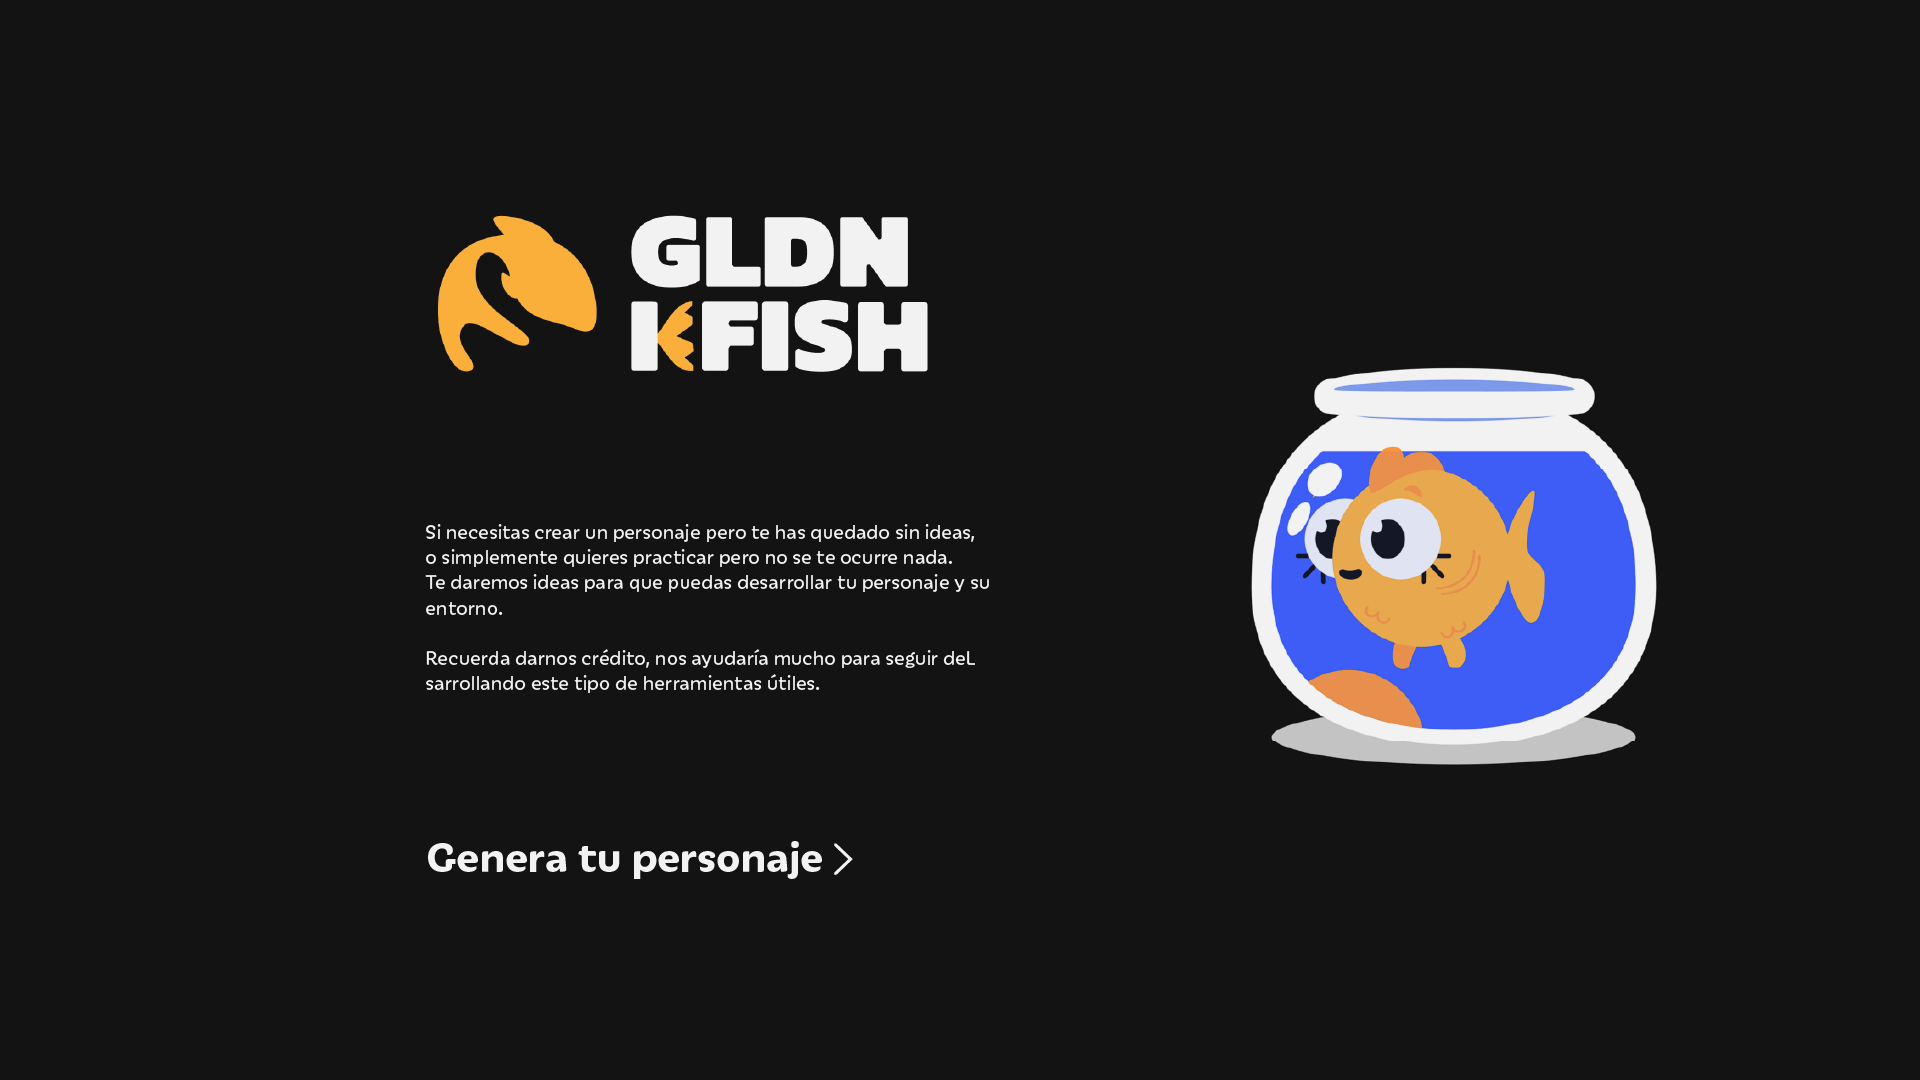 GLDN
KFISH
Si necesitas crear un personaje pero te has quedado sin ideas,
o simplemente quieres practicar pero no se te ocurre nada.
Te daremos ideas para que puedas desarrollar tu personaje y su
entorno.
Recuerda darnos crédito, nos ayudaría mucho para seguir deL
sarrollando este tipo de herramientas útiles.
Genera tu personaje >